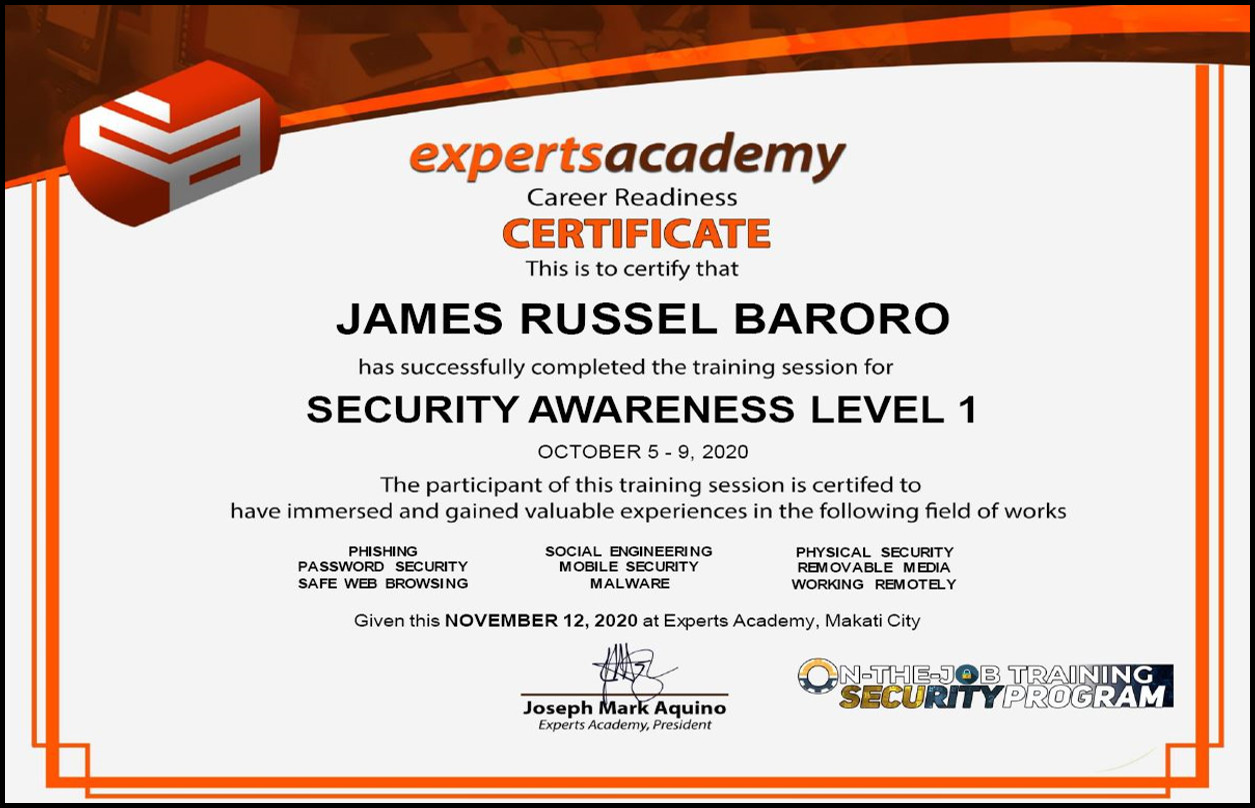 expertsacademy
Career Readiness
CERTIFICATE
This is to certify that
JAMES RUSSEL BARORO
has successfully completed the training session for
SECURITY AWARENESS LEVEL 1
OCTOBER 5 - 9, 2020
The participant of this training session is certifed to
have immersed and gained valuable experiences in the following field of works
PHISHING SOCIAL ENGINEERING PHYSICAL SECURITY
PASSWORD SECURITY MOBILE SECURITY REMOVABLE MEDIA
SAFE WEB BROWSING MALWARE WORKING REMOTELY
Given this NOVEMBER 12, 2020 at Experts Academy, Makati City
Joseph Mark Aquino
Experts Academy, President
ON-THE-JOB TRAINING
SECURITY PROGRAM